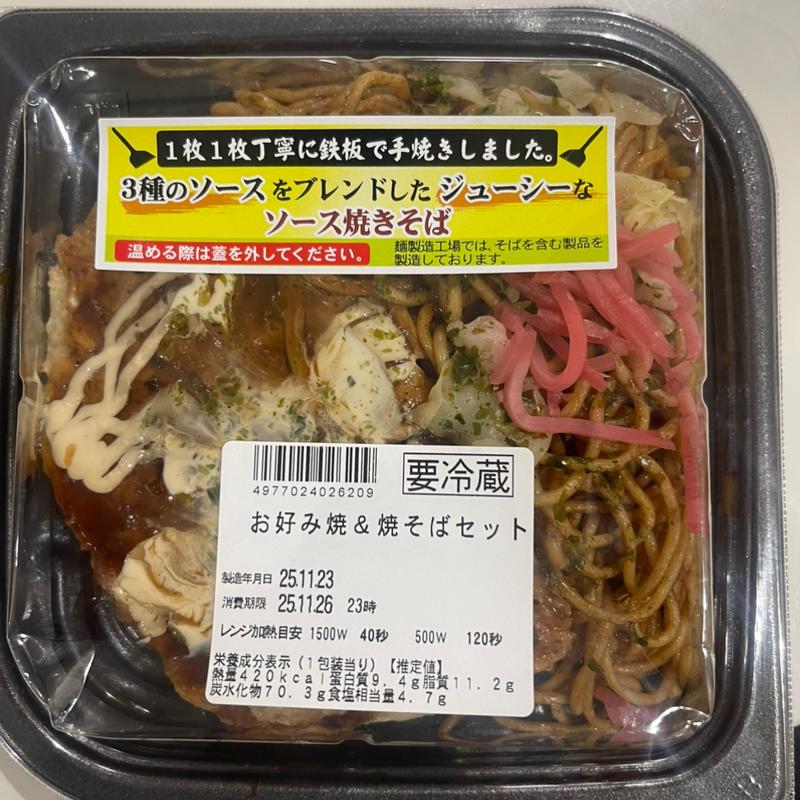 1枚1枚丁寧に鉄板で手焼きしました。
3種のソースをブレンドしたジューシーな
ソース焼きそば
温める際は蓋を外してください。
麺製造工場では、そばを含む製品を
製造しております。
4977024026209
要冷蔵
お好み焼&焼そばセット
製造年月日 25.11.23
消費期限 25.11.26 23時
レンジ加熱目安 1500W 40秒 500W 120秒
栄養成分表示(1包装当り)【推定値】
熱量420kcal蛋白質9.4g脂質11.2g
炭水化物70.3g食塩相当量4.7g